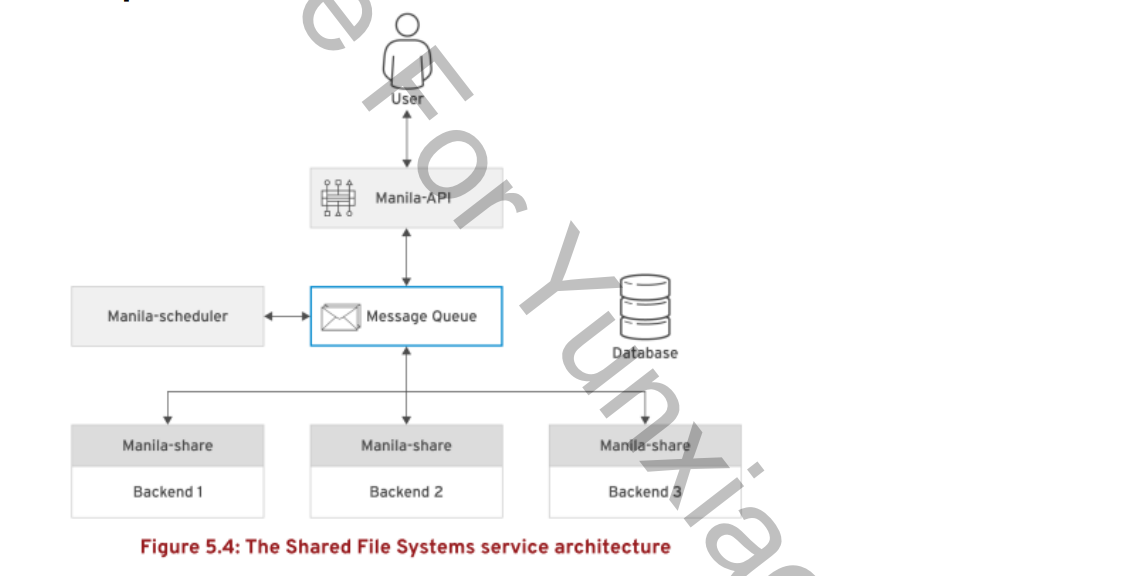 User
Manila-API
Manila-scheduler
Message Queue
Database
Manila-share
Manila-share
Manila-share
Backend 1
Backend 2
Backend 3
Figure 5.4: The Shared File Systems service architecture
e For Yunxia